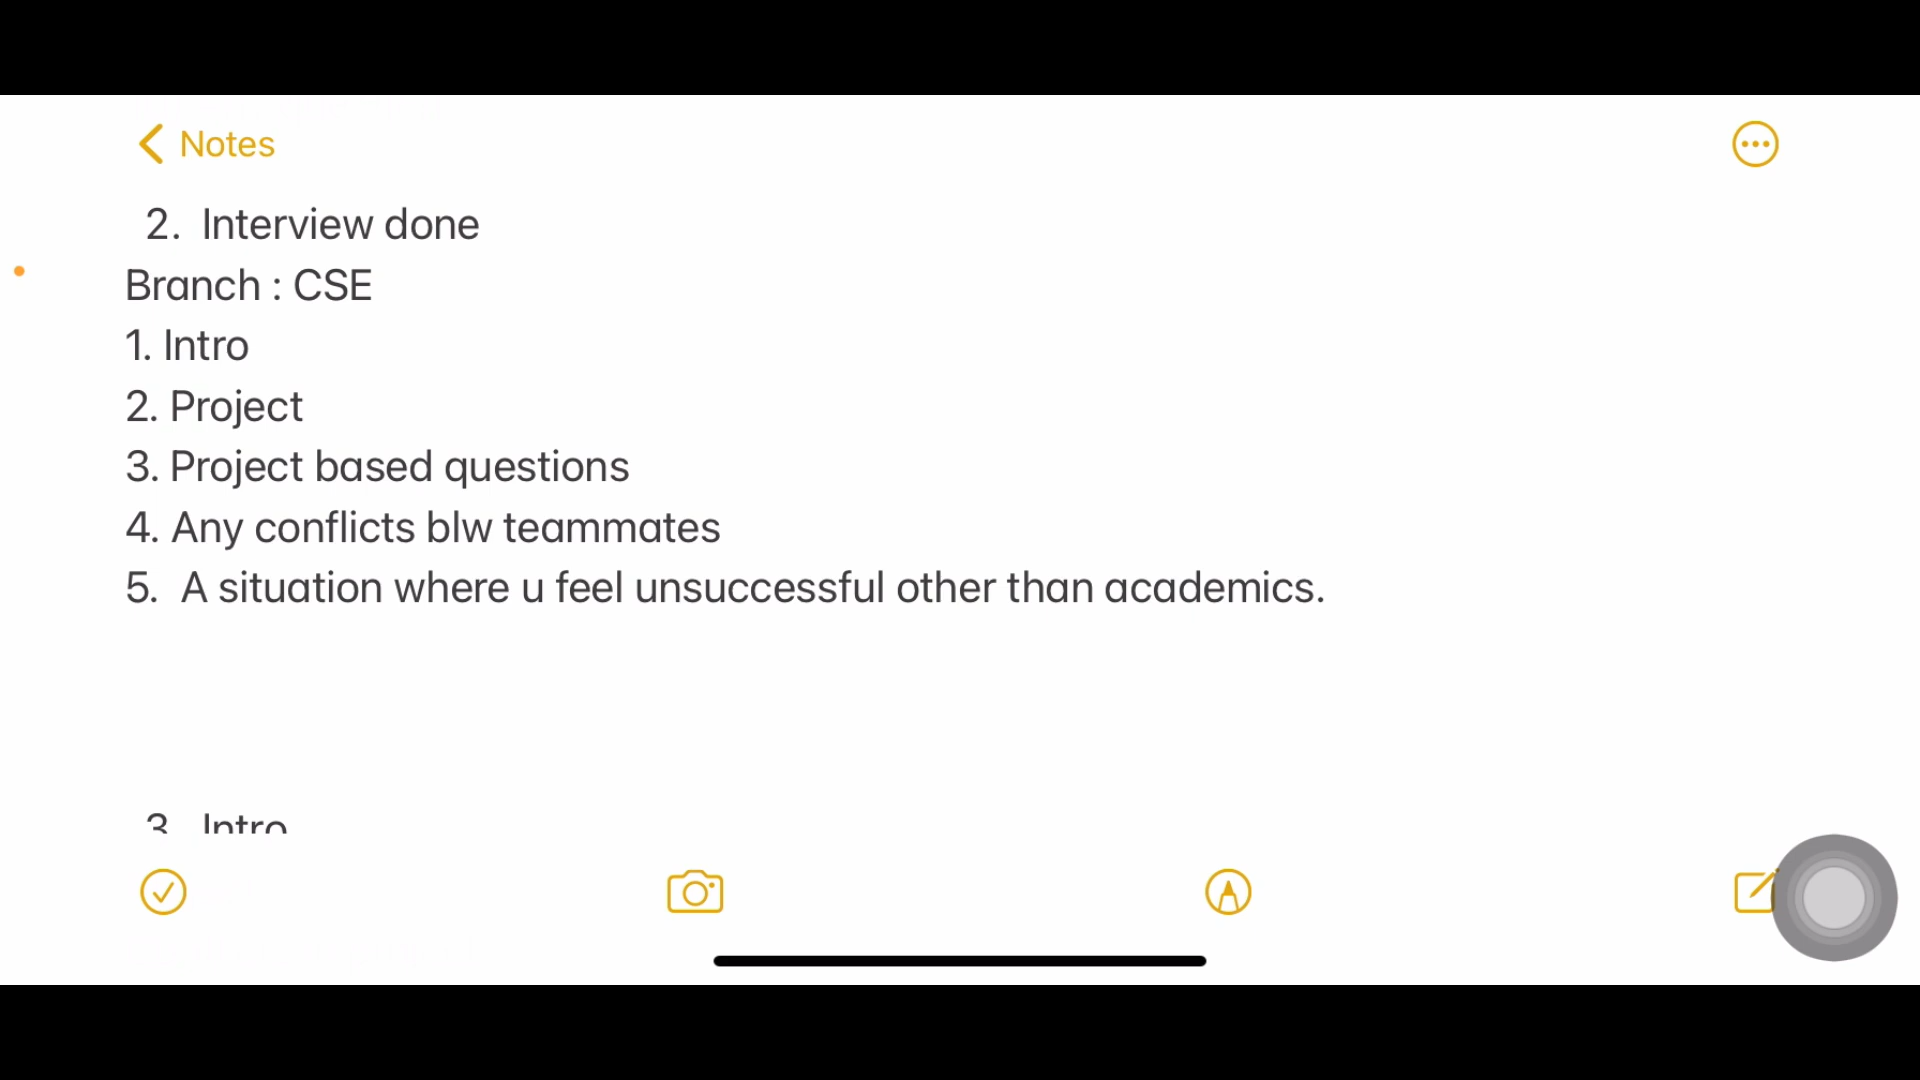 Notes
2. Interview done
Branch : CSE
1. Intro
2. Project
3. Project based questions
4. Any conflicts blw teammates
5. A situation where u feel unsuccessful other than academics.
3. Intro